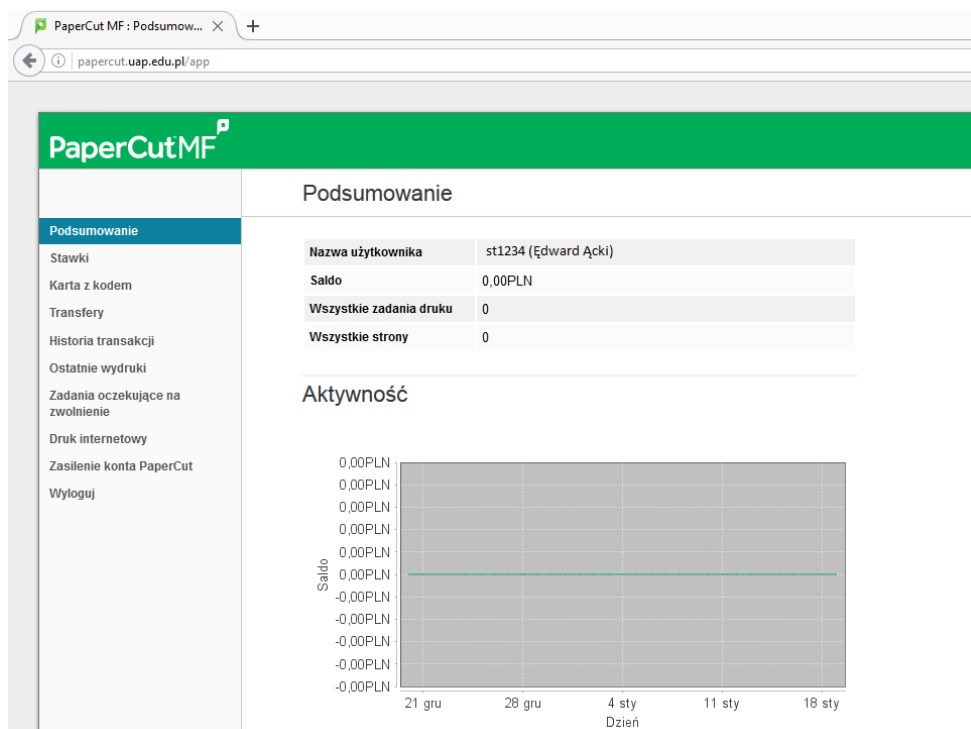 PaperCut MF : Podsumow...
papercut.uap.edu.pl/app
PaperCut MF
Podsumowanie
Podsumowanie
Stawki
Karta z kodem
Transfery
Historia transakcji
Ostatnie wydruki
Zadania oczekujące na
zwolnienie
Druk internetowy
Zasilenie konta PaperCut
Wyloguj
Nazwa użytkownika st1234 (Ędward Ącki)
Saldo 0,00PLN
Wszystkie zadania druku 0
Wszystkie strony 0
Aktywność
0,00PLN
0,00PLN
0,00PLN
0,00PLN
0,00PLN
0,00PLN
-0,00PLN
-0,00PLN
-0,00PLN
-0,00PLN
-0,00PLN
Saldo
21 gru 28 gru 4 sty 11 sty 18 sty
Dzień